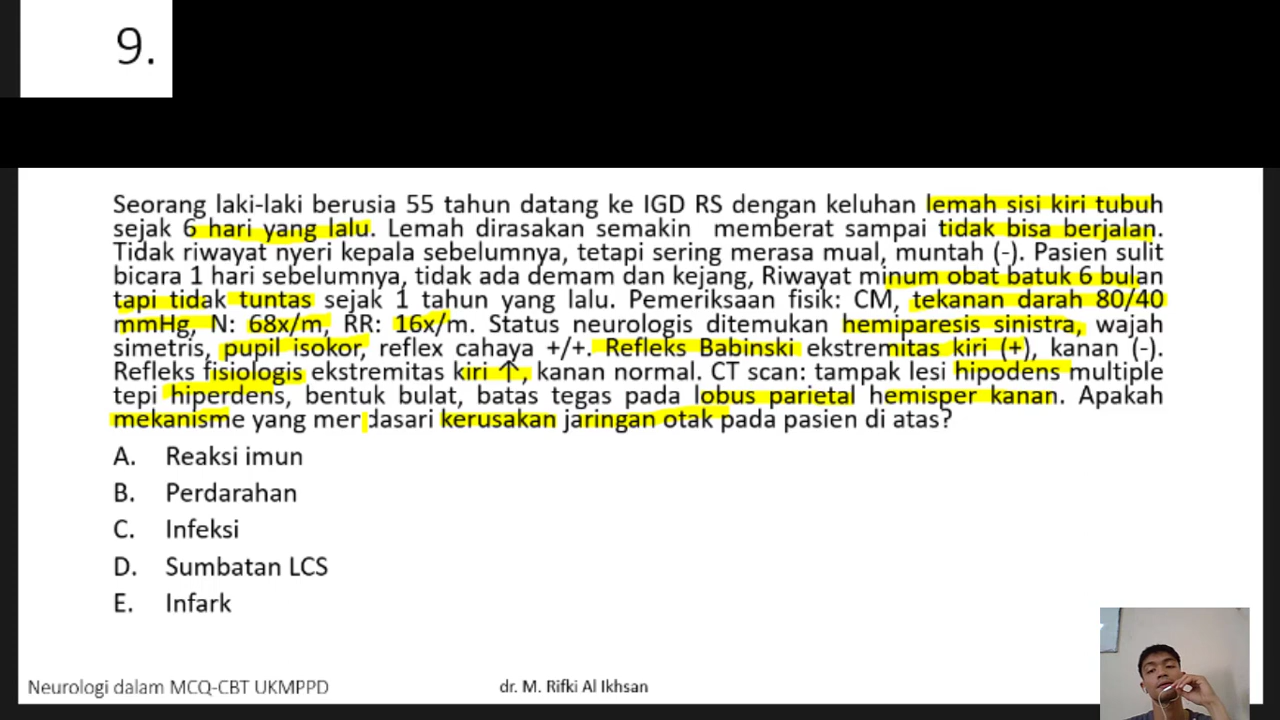 9.
Seorang laki-laki berusia 55 tahun datang ke IGD RS dengan keluhan lemah sisi kiri tubuh
sejak 6 hari yang lalu. Lemah dirasakan semakin memberat sampai tidak bisa berjalan.
Tidak riwayat nyeri kepala sebelumnya, tetapi sering merasa mual, muntah (-). Pasien sulit
bicara 1 hari sebelumnya, tidak ada demam dan kejang, Riwayat minum obat batuk 6 bulan
tapi tidak tuntas sejak 1 tahun yang lalu. Pemeriksaan fisik: CM, tekanan darah 80/40
mmHg, N: 68x/m, RR: 16x/m. Status neurologis ditemukan hemiparesis sinistra, wajah
simetris, pupil isokor, reflex cahaya +/+. Refleks Babinski ekstremitas kiri (+), kanan (-).
Refleks fisiologis ekstremitas kiri ↑, kanan normal. CT scan: tampak lesi hipodens multiple
tepi hiperdens, bentuk bulat, batas tegas pada lobus parietal hemisper kanan. Apakah
mekanisme yang mendasari kerusakan jaringan otak pada pasien di atas?
A. Reaksi imun
B. Perdarahan
C. Infeksi
D. Sumbatan LCS
E. Infark
Neurologi dalam MCQ-CBT UKMPPD
dr. M. Rifki Al Ikhsan